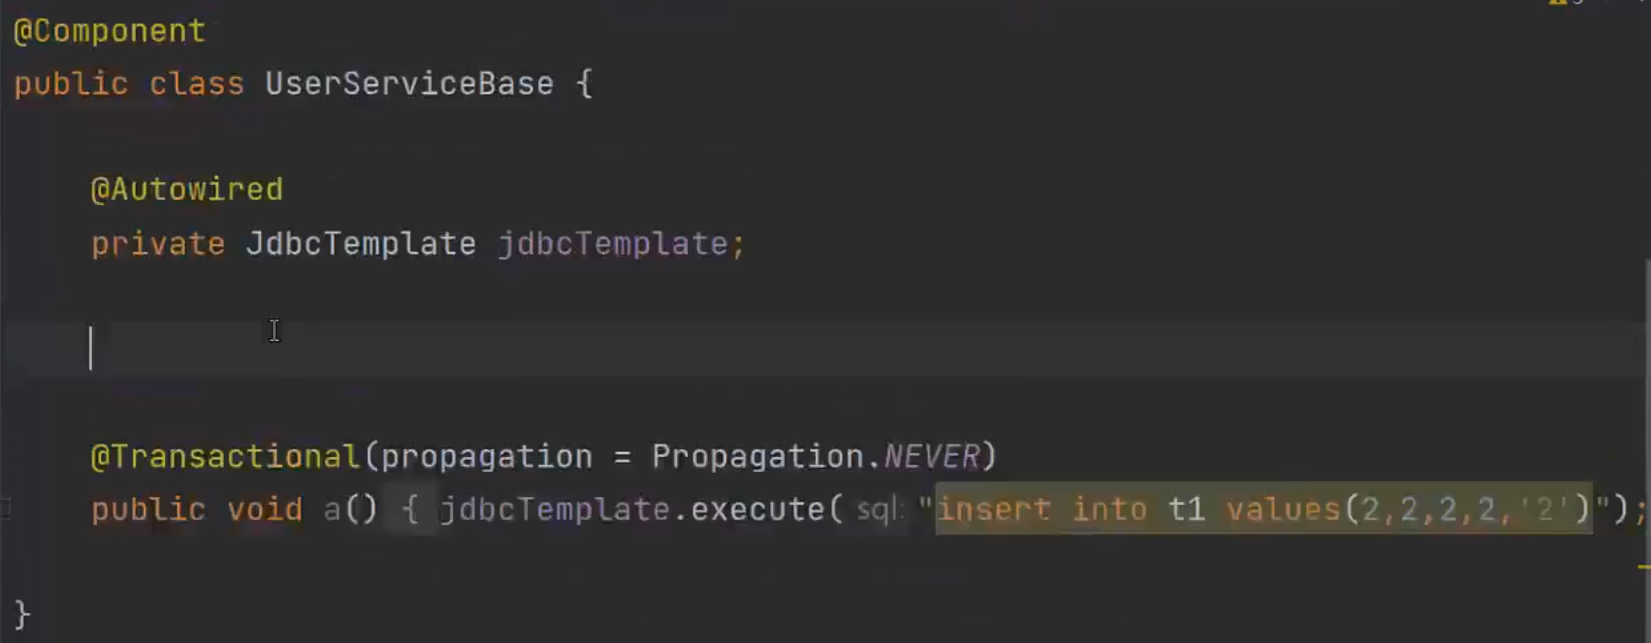 @Component
public class UserServiceBase {
@Autowired
private JdbcTemplate jdbcTemplate;
@Transactional(propagation = Propagation.NEVER)
public void a() { jdbcTemplate.execute( sql: "insert into t1 values(2,2,2,2,'2')");
}